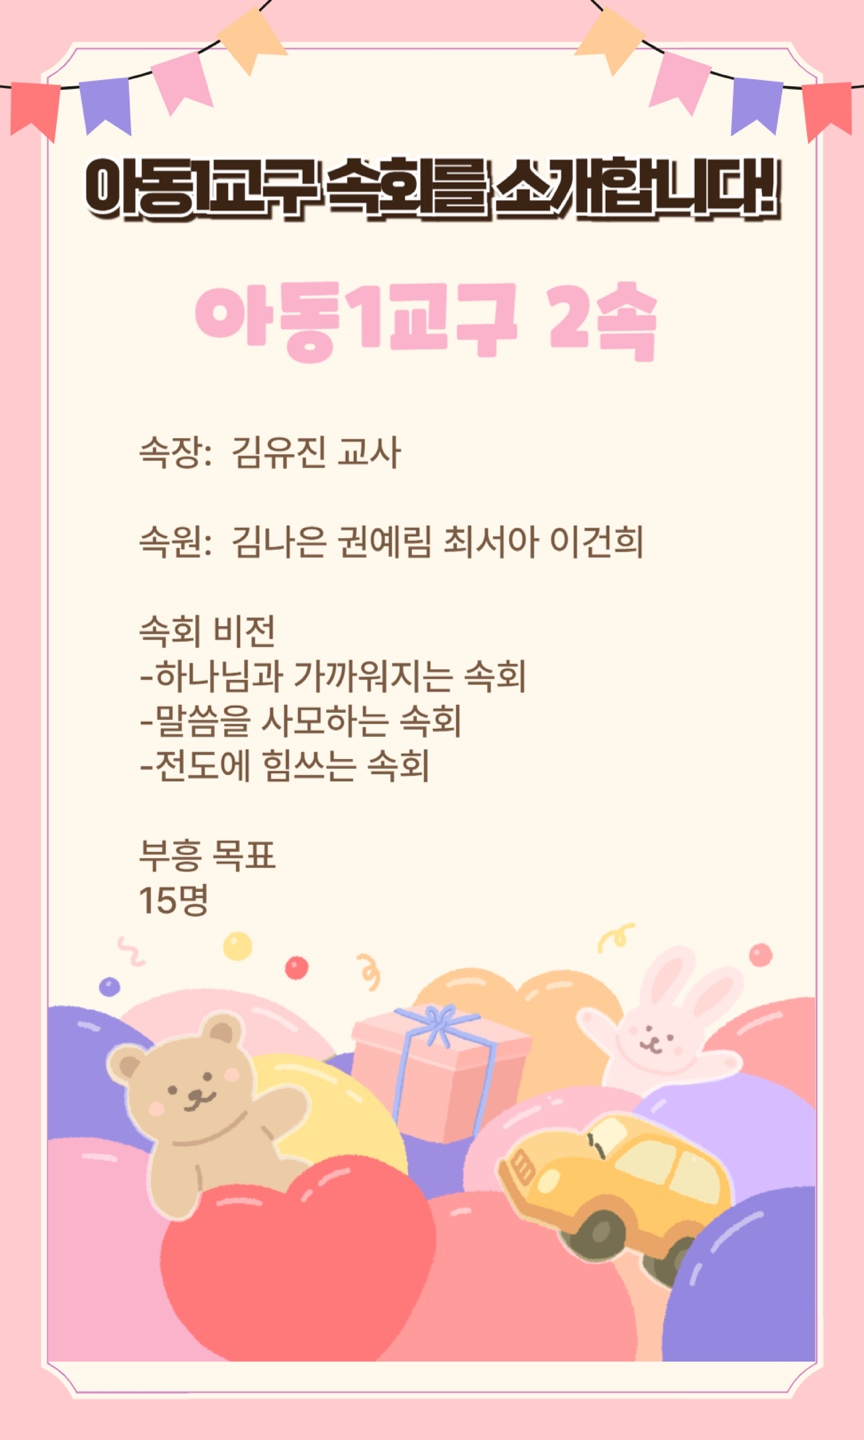 아동1교구 속회를 소개합니다!
아동1교구 2속
속장: 김유진 교사
속원: 김나은 권예림 최서아 이건희
속회 비전
-하나님과 가까워지는 속회
-말씀을 사모하는 속회
-전도에 힘쓰는 속회
부흥 목표
15명